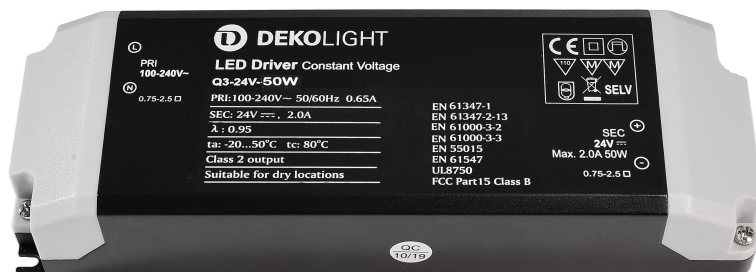 DEKOLIGHT
L
PRI
100-240V~
N
0.75-2.5
LED Driver Constant Voltage
Q3-24V-50W
PRI:100-240V~ 50/60Hz 0.65A
SEC: 24V ⎓, 2.0A
λ : 0.95
ta: -20...50°C tc: 80°C
Class 2 output
Suitable for dry locations
EN 61347-1
EN 61347-2-13
EN 61000-3-2
EN 61000-3-3
EN 55015
EN 61547
UL8750
FCC Part15 Class B
CE
110 M M
SELV
SEC +
24V ⎓
Max. 2.0A 50W -
0.75-2.5
QC
10/19